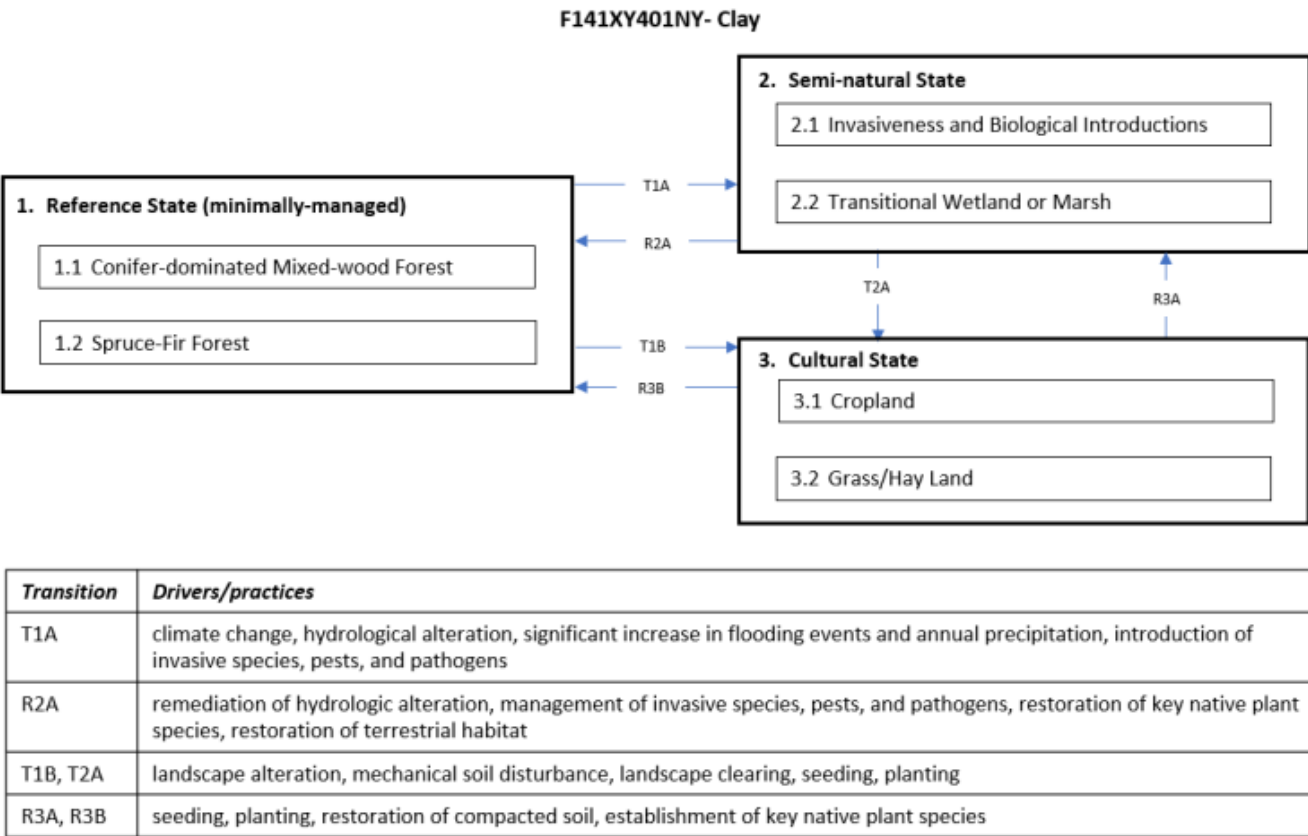 F141XY401NY- Clay
2. Semi-natural State
2.1 Invasiveness and Biological Introductions
2.2 Transitional Wetland or Marsh
T1A
R2A
1. Reference State (minimally-managed)
1.1 Conifer-dominated Mixed-wood Forest
1.2 Spruce-Fir Forest
T2A
R3A
T1B
R3B
3. Cultural State
3.1 Cropland
3.2 Grass/Hay Land
Transition Drivers/practices
T1A climate change, hydrological alteration, significant increase in flooding events and annual precipitation, introduction of
invasive species, pests, and pathogens
R2A remediation of hydrologic alteration, management of invasive species, pests, and pathogens, restoration of key native plant
species, restoration of terrestrial habitat
T1B, T2A landscape alteration, mechanical soil disturbance, landscape clearing, seeding, planting
R3A, R3B seeding, planting, restoration of compacted soil, establishment of key native plant species